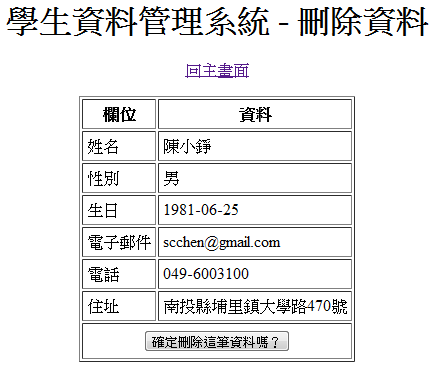 學生資料管理系統 - 刪除資料
回主畫面
欄位 資料
姓名 陳小錚
性別 男
生日 1981-06-25
電子郵件 scchen@gmail.com
電話 049-6003100
住址 南投縣埔里鎮大學路470號
確定刪除這筆資料嗎？